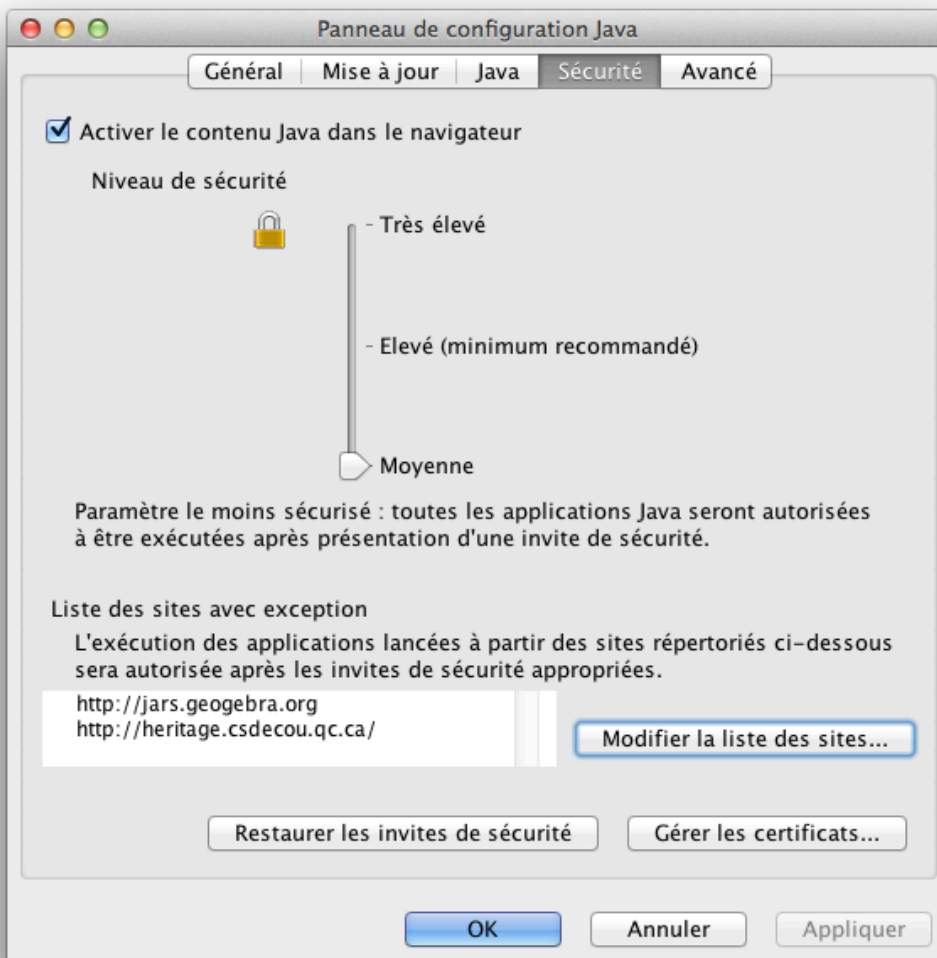 Panneau de configuration Java
Général Mise à jour Java Sécurité Avancé
Activer le contenu Java dans le navigateur
Niveau de sécurité
- Très élevé
- Elevé (minimum recommandé)
Moyenne
Paramètre le moins sécurisé : toutes les applications Java seront autorisées
à être exécutées après présentation d'une invite de sécurité.
Liste des sites avec exception
L'exécution des applications lancées à partir des sites répertoriés ci-dessous
sera autorisée après les invites de sécurité appropriées.
http://jars.geogebra.org
http://heritage.csdecou.qc.ca/
Modifier la liste des sites...
Restaurer les invites de sécurité Gérer les certificats...
OK Annuler Appliquer